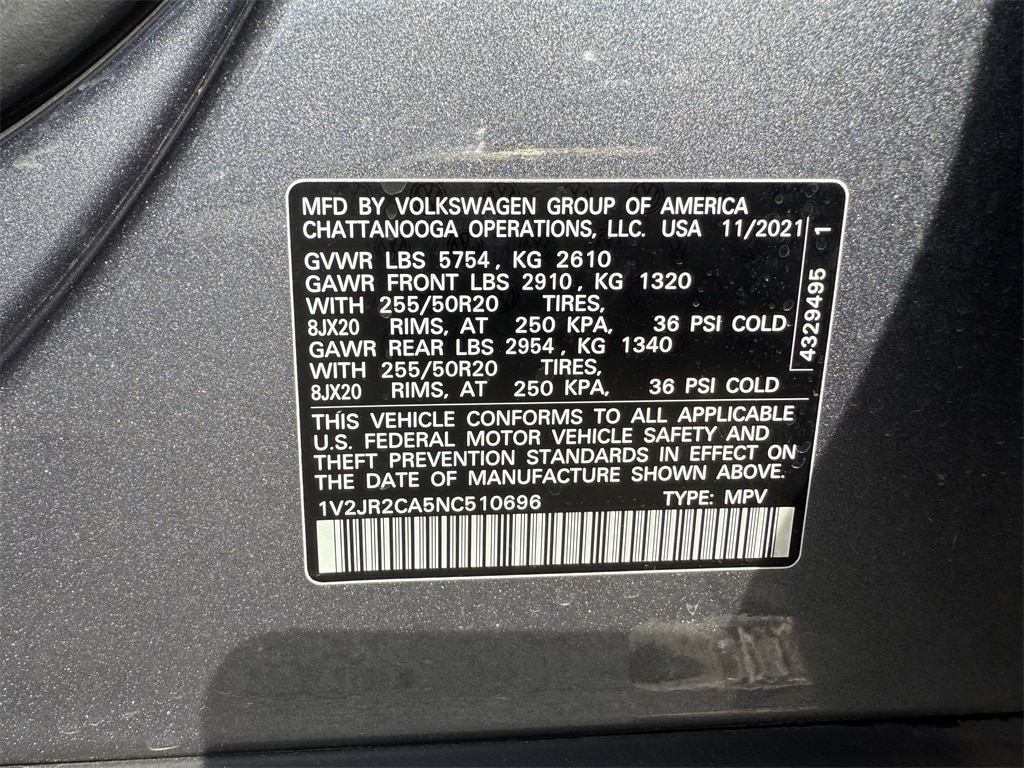 MFD BY VOLKSWAGEN GROUP OF AMERICA
CHATTANOOGA OPERATIONS, LLC. USA 11/2021
GVWR LBS 5754, KG 2610
GAWR FRONT LBS 2910, KG 1320
WITH 255/50R20 TIRES,
8JX20 RIMS, AT 250 KPA, 36 PSI COLD
GAWR REAR LBS 2954, KG 1340
WITH 255/50R20 TIRES,
8JX20 RIMS, AT 250 KPA, 36 PSI COLD
THIS VEHICLE CONFORMS TO ALL APPLICABLE
U.S. FEDERAL MOTOR VEHICLE SAFETY AND
THEFT PREVENTION STANDARDS IN EFFECT ON
THE DATE OF MANUFACTURE SHOWN ABOVE.
1V2JR2CA5NC510696 TYPE: MPV
4329495 1